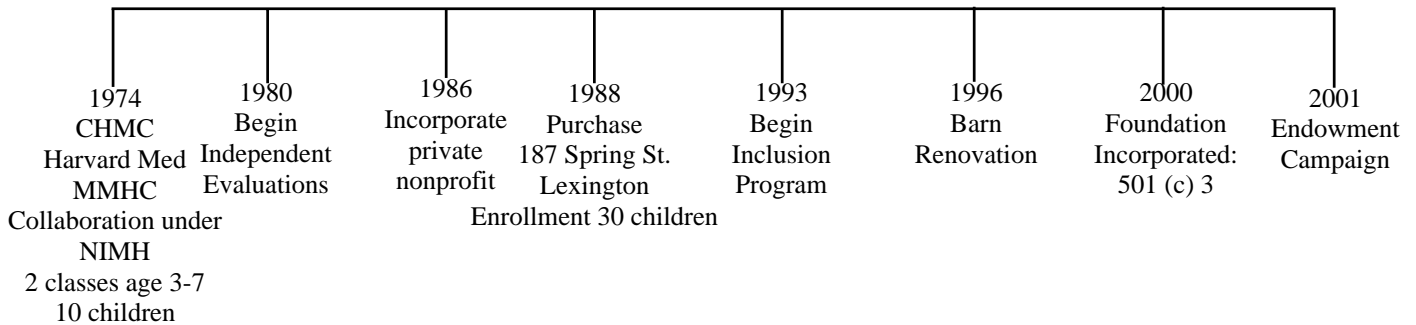 1974
CHMC
Harvard Med
MMHC
Collaboration under
NIMH
2 classes age 3-7
10 children
1980
Begin
Independent
Evaluations
1986
Incorporate
private
nonprofit
1988
Purchase
187 Spring St.
Lexington
Enrollment 30 children
1993
Begin
Inclusion
Program
1996
Barn
Renovation
2000
Foundation
Incorporated:
501 (c) 3
2001
Endowment
Campaign